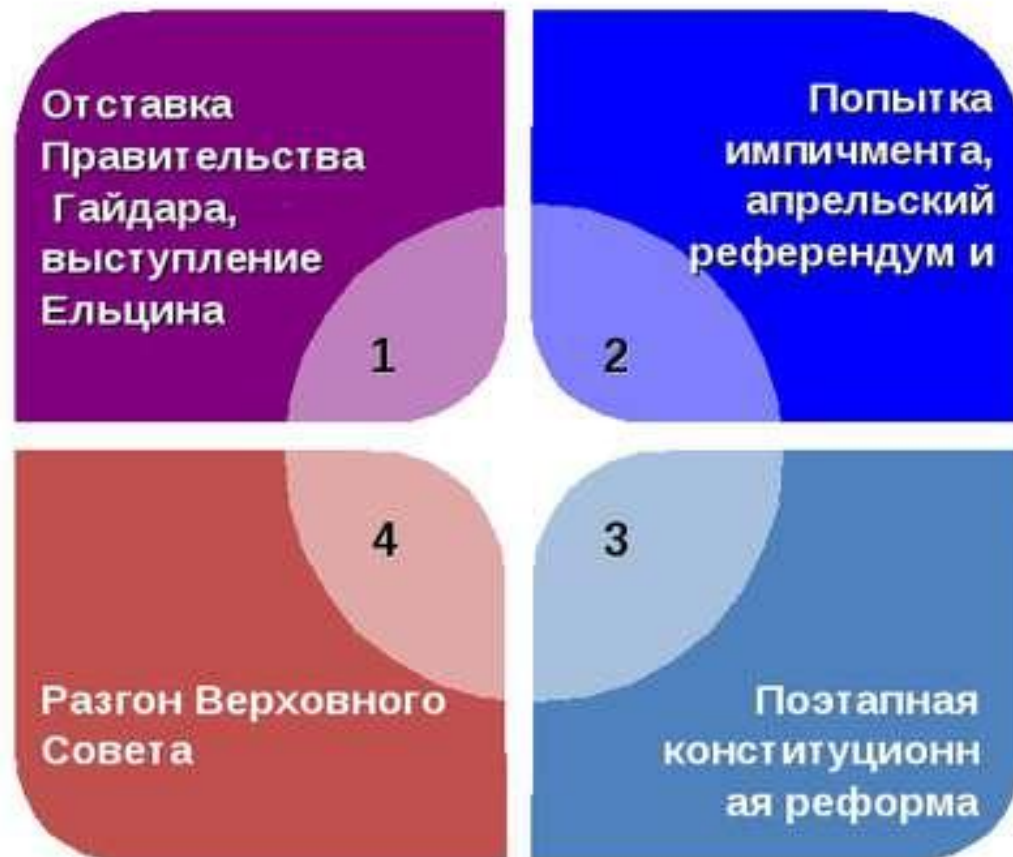 Отставка
Правительства
Гайдара,
выступление
Ельцина
1
Попытка
импичмента,
апрельский
референдум и
2
4
Разгон Верховного
Совета
3
Поэтапная
конституционн
ая реформа